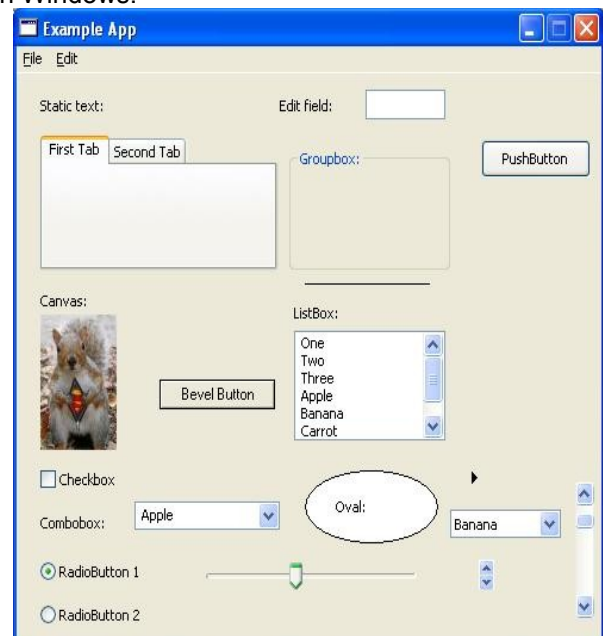 n Windows.
Example App
File Edit
Static text:
Edit field:
First Tab Second Tab
Groupbox:
PushButton
Canvas:
ListBox:
One
Two
Three
Apple
Banana
Carrot
Bevel Button
Checkbox
Combobox: Apple
Oval:
Banana
RadioButton 1
RadioButton 2